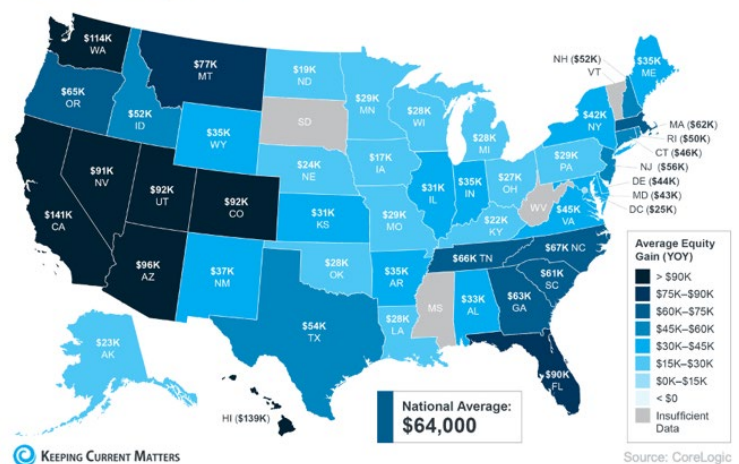 $114K
WA
$65K
OR
$52K
ID
$77K
MT
$19K
ND
SD
$35K
WY
$24K
NE
$91K
NV
$92K
UT
$92K
CO
$141K
CA
$96K
AZ
$37K
NM
$31K
KS
$28K
OK
$54K
TX
$29K
MN
$17K
IA
$29K
MO
$35K
AR
$28K
LA
$28K
WI
$31K
IL
$28K
MI
$35K
IN
$27K
OH
$22K
KY
$66K TN
MS
$33K
AL
$63K
GA
$90K
FL
$61K
SC
$67K NC
$45K
VA
WV
$29K
PA
$42K
NY
$35K
ME
NH ($52K)
VT
MA ($62K)
RI ($50K)
CT ($46K)
NJ ($56K)
DE ($44K)
MD ($43K)
DC ($25K)
$23K
AK
HI ($139K)
Average Equity
Gain (YOY)
> $90K
$75K–$90K
$60K–$75K
$45K–$60K
$30K–$45K
$15K–$30K
$0K–$15K
< $0
Insufficient
Data
National Average:
$64,000
KEEPING CURRENT MATTERS
Source: CoreLogic